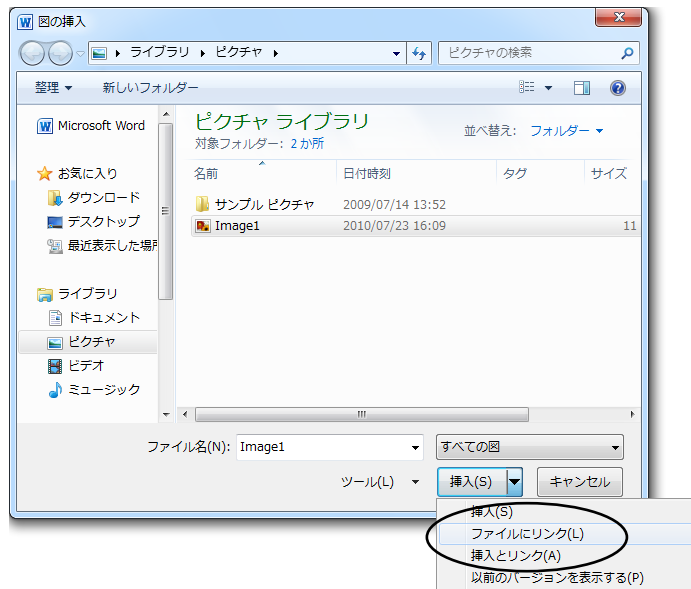 図の挿入
ライブラリ ピクチャ ピクチャの検索
整理 新しいフォルダー
Microsoft Word
お気に入り
ダウンロード
デスクトップ
最近表示した場所
ライブラリ
ドキュメント
ピクチャ
ビデオ
ミュージック
ピクチャ ライブラリ
対象フォルダー: 2 か所
並べ替え: フォルダー
名前 日付時刻 タグ サイズ
サンプル ピクチャ 2009/07/14 13:52
Image1 2010/07/23 16:09 11
ファイル名(N): Image1 すべての図
ツール(L) 挿入(S) キャンセル
挿入(S)
ファイルにリンク(L)
挿入とリンク(A)
以前のバージョンを表示する(P)